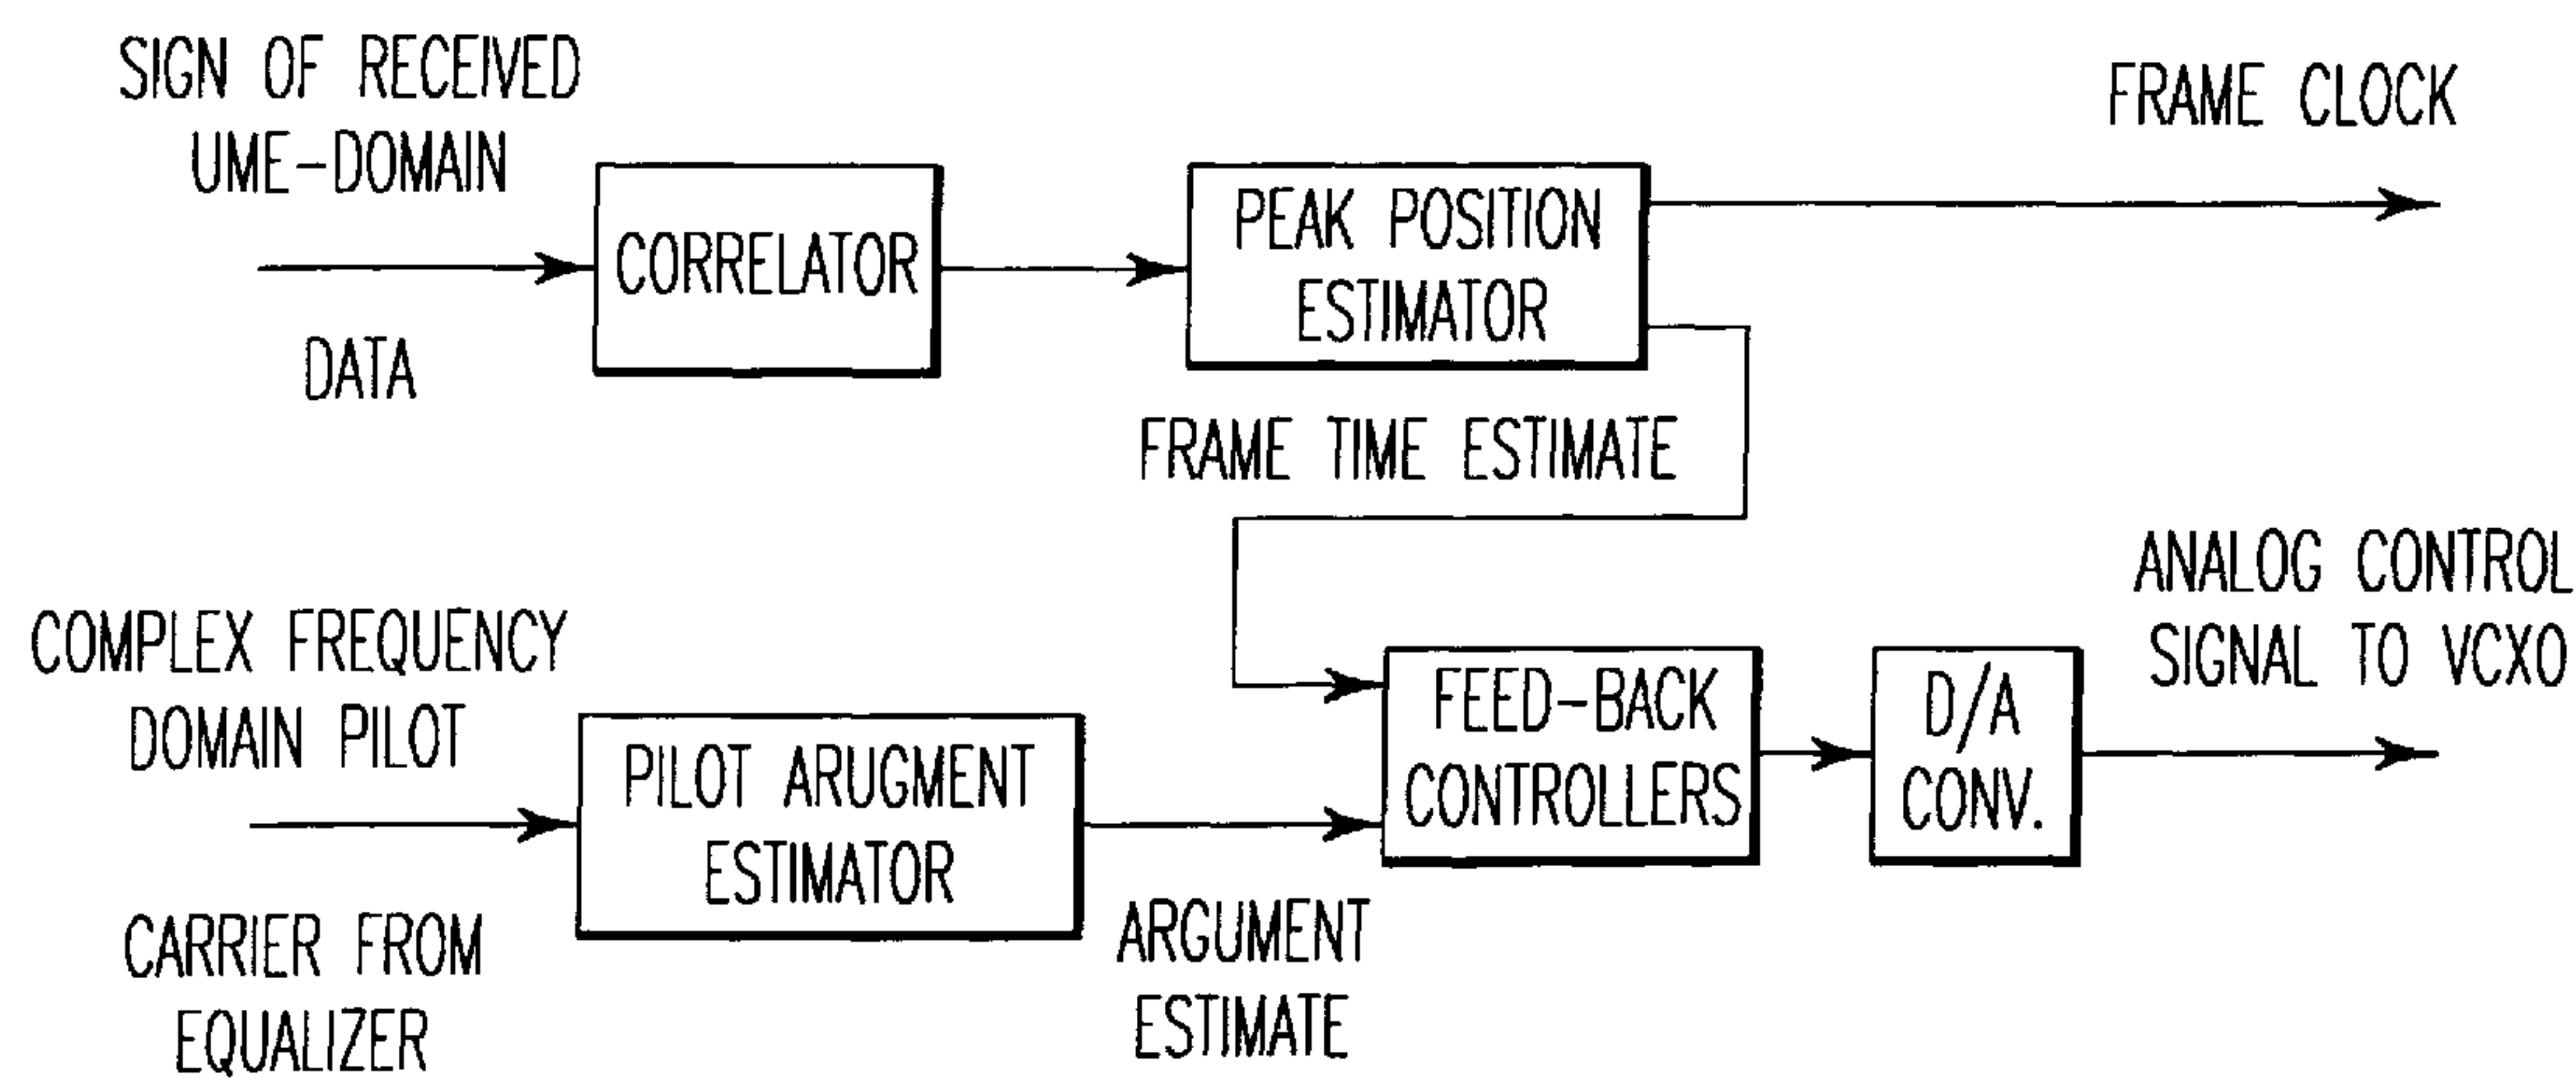 SIGN OF RECEIVED
UME-DOMAIN
DATA
CORRELATOR
PEAK POSITION
ESTIMATOR
FRAME CLOCK
FRAME TIME ESTIMATE
COMPLEX FREQUENCY
DOMAIN PILOT
CARRIER FROM
EQUALIZER
PILOT ARUGMENT
ESTIMATOR
ARGUMENT
ESTIMATE
FEED-BACK
CONTROLLERS
D/A
CONV.
ANALOG CONTROL
SIGNAL TO VCXO